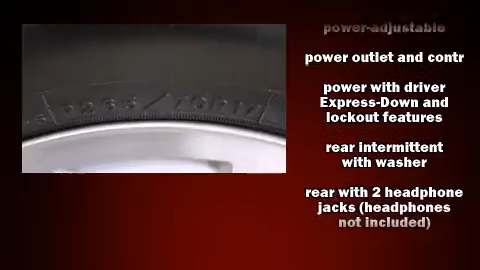 power-adjustable
power outlet and contr
power with driver
Express-Down and
lockout features
rear intermittent
with washer
rear with 2 headphone
jacks (headphones
not included)